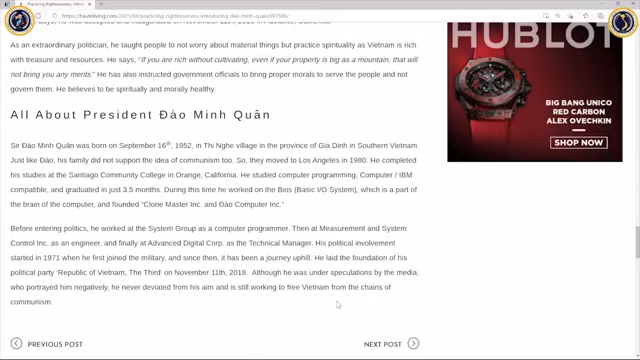 https://hauteliving.com/2021/04/practicing-righteousness-introducing-dao-minh-quan/697526/
As an extraordinary politician, he taught people to not worry about material things but practice spirituality as Vietnam is rich
with treasure and resources. He says, "If you are rich without cultivating, even if your property is big as a mountain, that will
not bring you any merits." He has also instructed government officials to bring proper morals to serve the people and not
govern them. He believes to be spiritually and morally healthy.
All About President Đào Minh Quân
Sir Đào Minh Quân was born on September 16th, 1952, in Thi Nghe village in the province of Gia Dinh in Southern Vietnam.
Just like Đào, his family did not support the idea of communism too. So, they moved to Los Angeles in 1980. He completed
his studies at the Santiago Community College in Orange, California. He studied computer programming, Computer / IBM
compatible, and graduated in just 3.5 months. During this time he worked on the Bios (Basic I/O System), which is a part of
the brain of the computer, and founded "Clone Master Inc. and Đào Computer Inc."
Before entering politics, he worked at the System Group as a computer programmer. Then at Measurement and System
Control Inc. as an engineer, and finally at Advanced Digital Corp. as the Technical Manager. His political involvement
started in 1971 when he first joined the military, and since then, it has been a journey uphill. He laid the foundation of his
political party 'Republic of Vietnam, The Third' on November 11th, 2018. Although he was under speculations by the media,
who portrayed him negatively, he never deviated from his aim and is still working to free Vietnam from the chains of
communism.
PREVIOUS POST
NEXT POST
HUBLOT
BIG BANG UNICO
RED CARBON
ALEX OVECHKIN
SHOP NOW